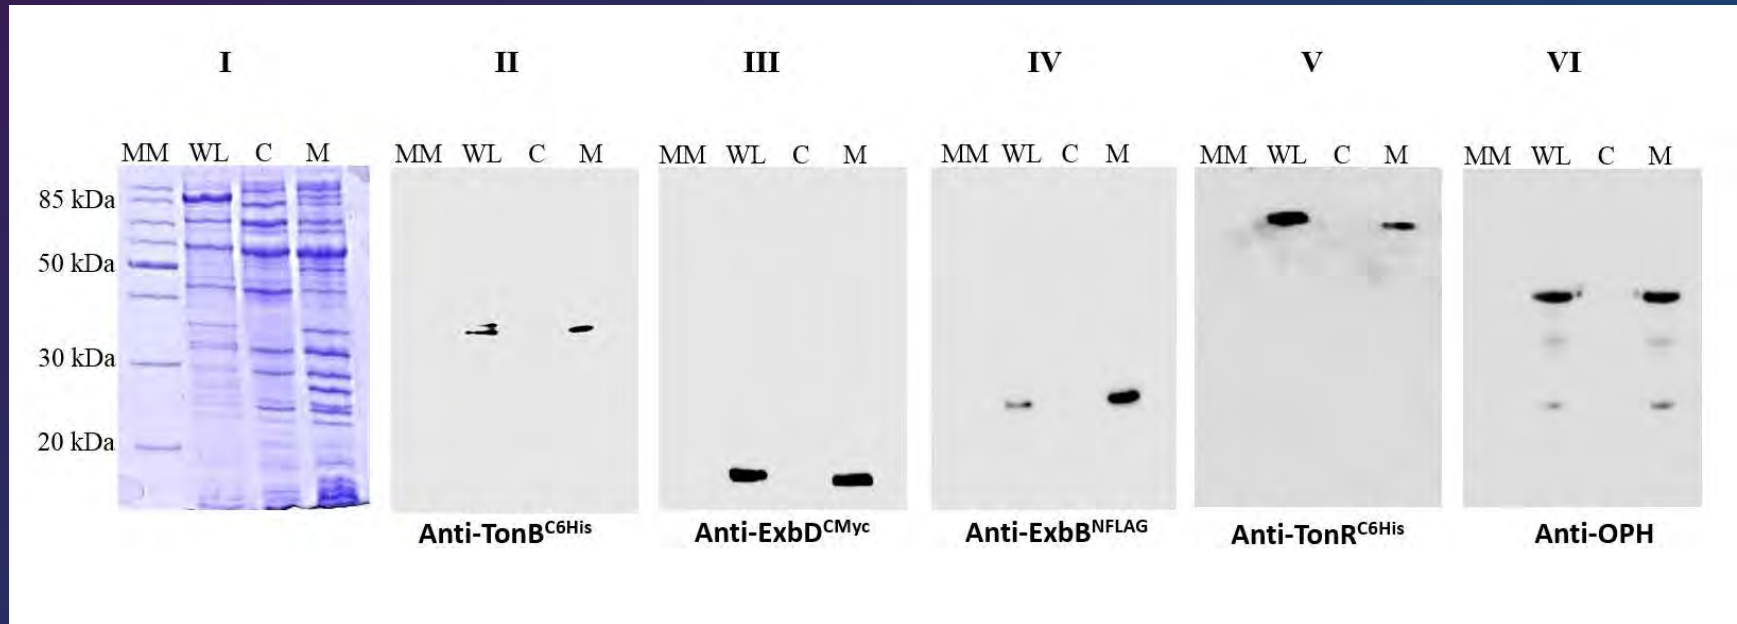 I II III IV V VI
MM WL C M MM WL C M MM WL C M MM WL C M MM WL C M MM WL C M
85 kDa
50 kDa
30 kDa
20 kDa
Anti-TonBC6His Anti-ExbDCMyc Anti-ExbBNFLAG Anti-TonRC6His Anti-OPH